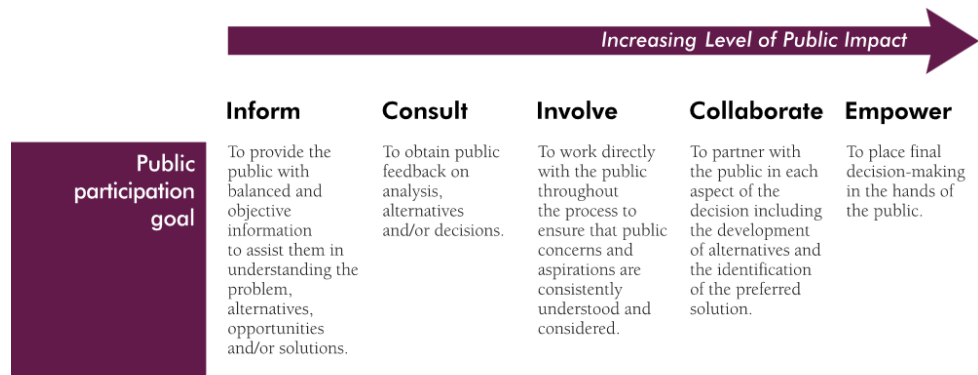 Increasing Level of Public Impact
Inform
Consult
Involve
Collaborate
Empower
Public
participation
goal
To provide the
public with
balanced and
objective
information
to assist them in
understanding the
problem,
alternatives,
opportunities
and/or solutions.
To obtain public
feedback on
analysis,
alternatives
and/or decisions.
To work directly
with the public
throughout
the process to
ensure that public
concerns and
aspirations are
consistently
understood and
considered.
To partner with
the public in each
aspect of the
decision including
the development
of alternatives and
the identification
of the preferred
solution.
To place final
decision-making
in the hands of
the public.